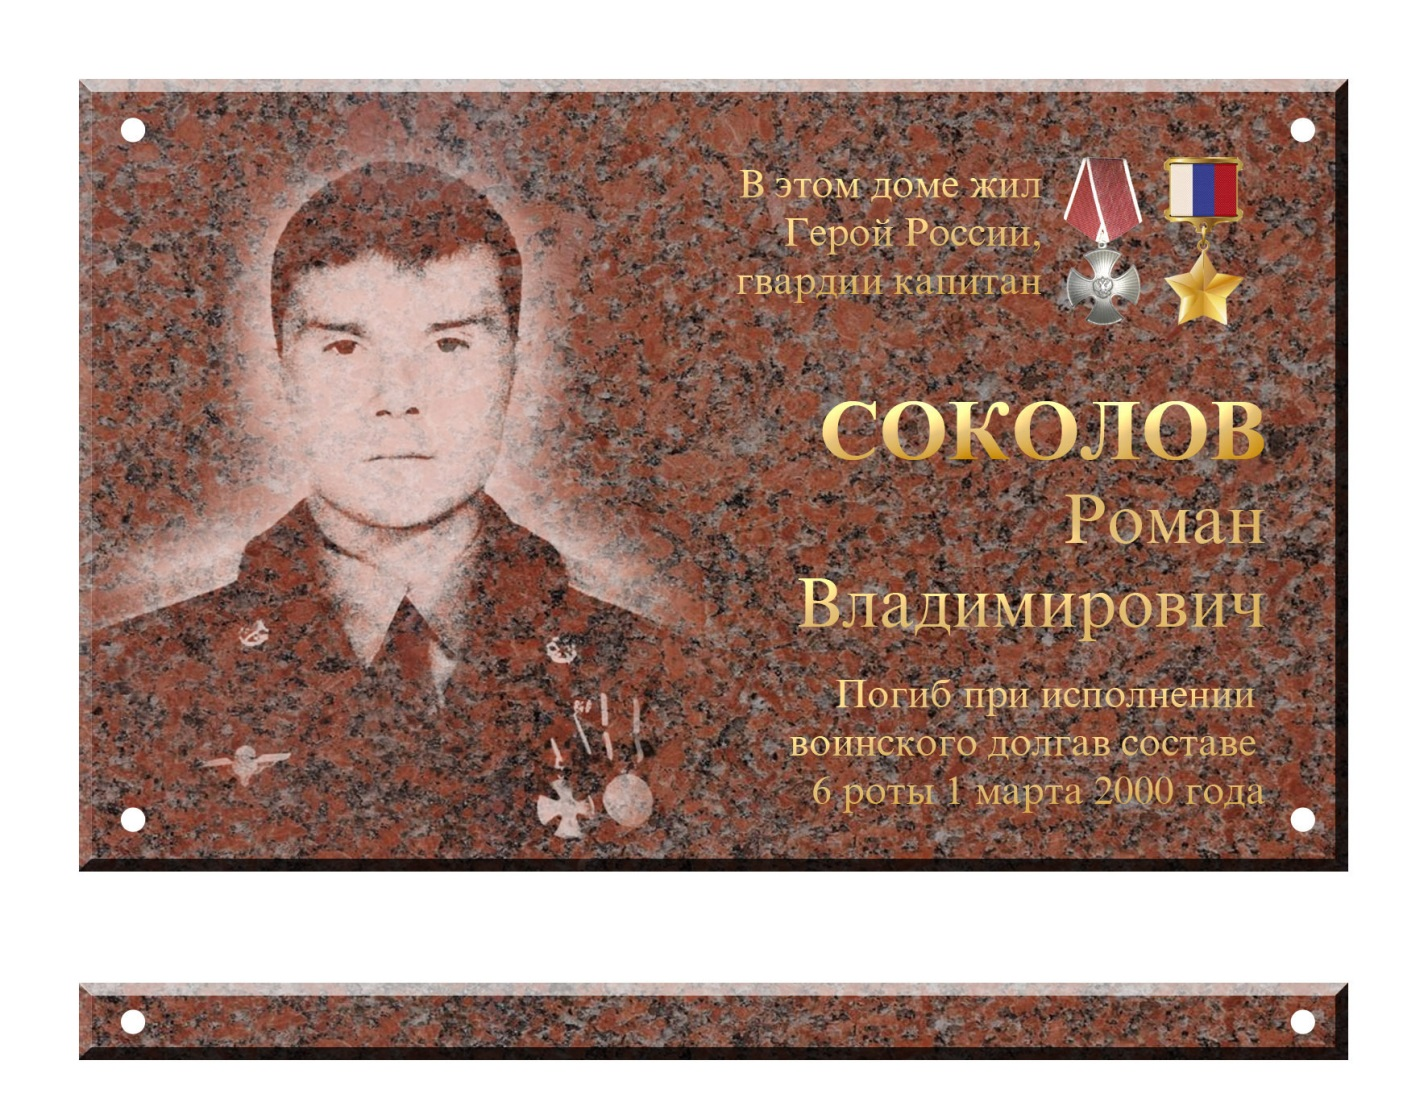 В этом доме жил
Герой России,
гвардии капитан
СОКОЛОВ
Роман
Владимирович
Погиб при исполнении
воинского долгав составе
6 роты 1 марта 2000 года